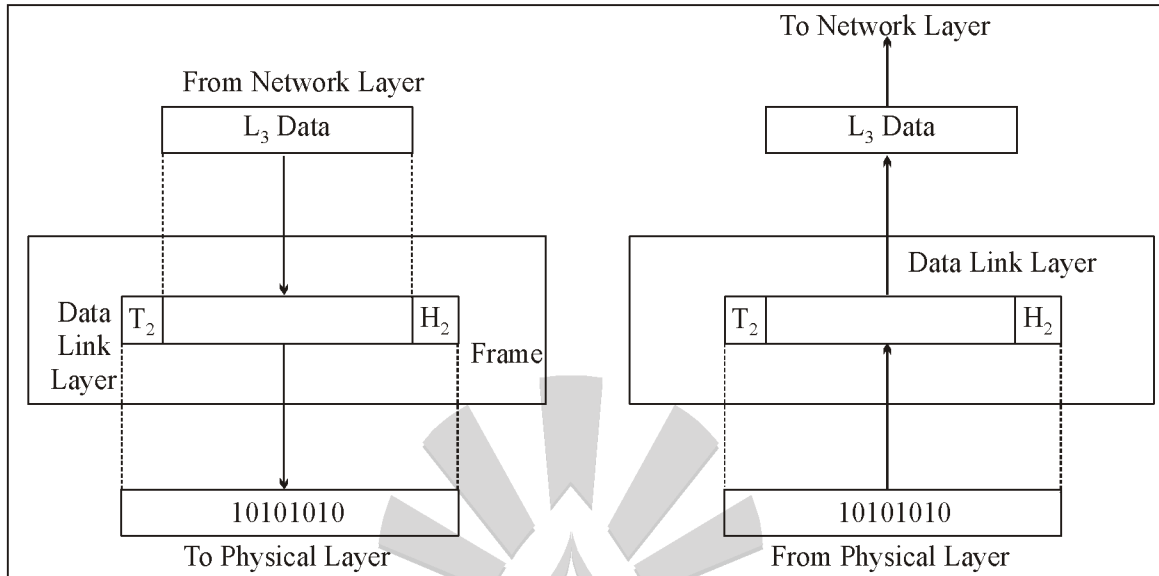 From Network Layer
L₃ Data
Data
Link
Layer
T₂
H₂
Frame
10101010
To Physical Layer
To Network Layer
L₃ Data
Data Link Layer
T₂
H₂
10101010
From Physical Layer